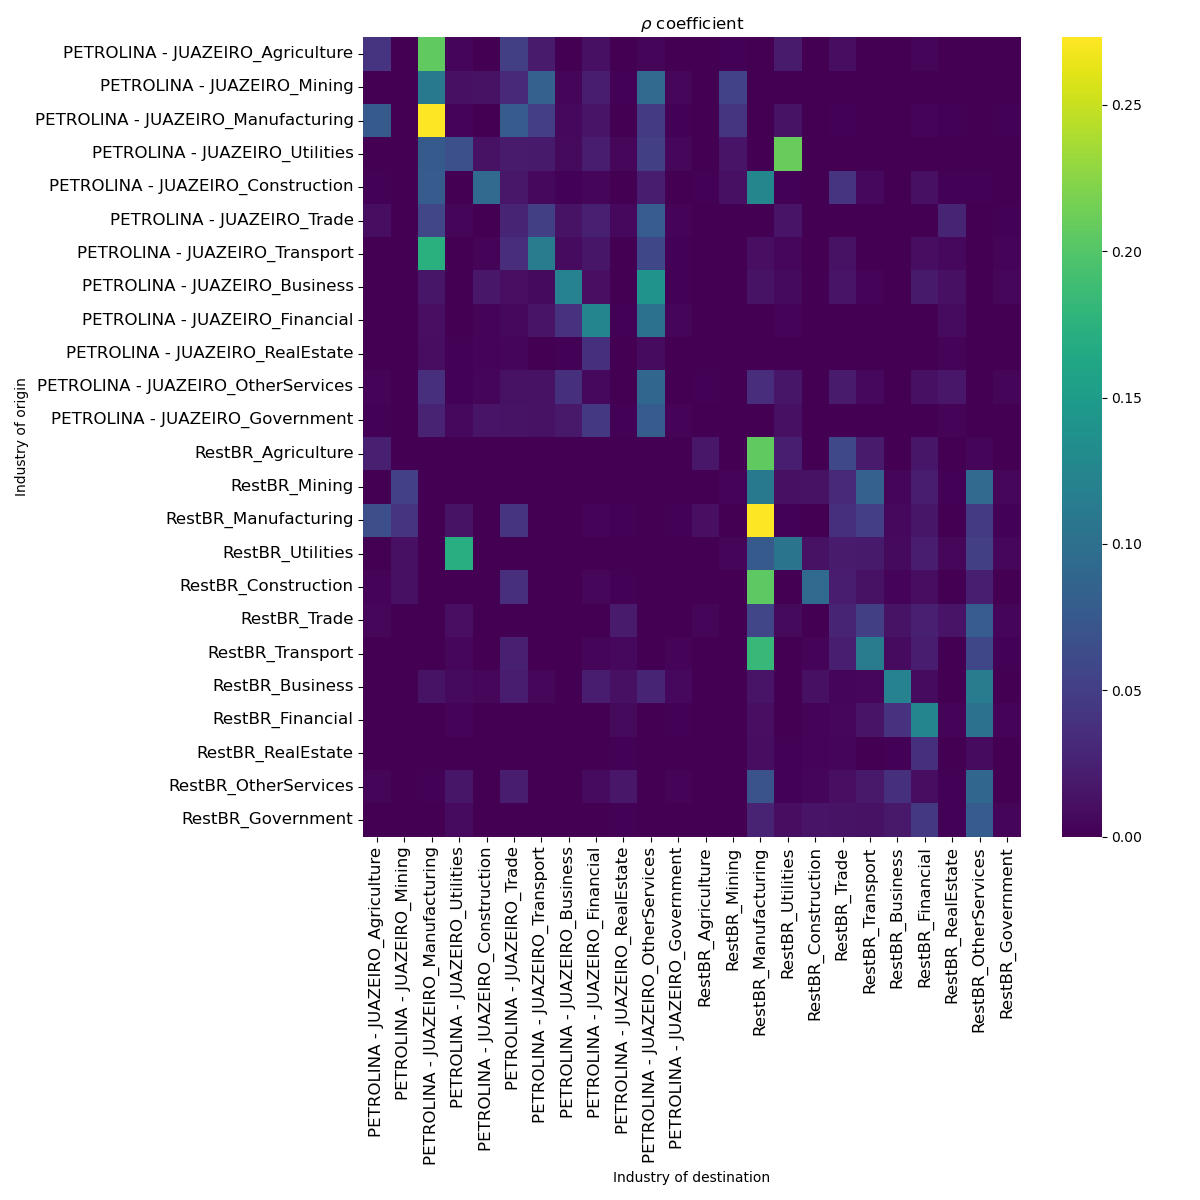 ρ coefficient
PETROLINA - JUAZEIRO_Agriculture
PETROLINA - JUAZEIRO_Mining
PETROLINA - JUAZEIRO_Manufacturing
PETROLINA - JUAZEIRO_Utilities
PETROLINA - JUAZEIRO_Construction
PETROLINA - JUAZEIRO_Trade
PETROLINA - JUAZEIRO_Transport
PETROLINA - JUAZEIRO_Business
PETROLINA - JUAZEIRO_Financial
PETROLINA - JUAZEIRO_RealEstate
PETROLINA - JUAZEIRO_OtherServices
PETROLINA - JUAZEIRO_Government
RestBR_Agriculture
RestBR_Mining
RestBR_Manufacturing
RestBR_Utilities
RestBR_Construction
RestBR_Trade
RestBR_Transport
RestBR_Business
RestBR_Financial
RestBR_RealEstate
RestBR_OtherServices
RestBR_Government
Industry of origin
PETROLINA - JUAZEIRO_Agriculture
PETROLINA - JUAZEIRO_Mining
PETROLINA - JUAZEIRO_Manufacturing
PETROLINA - JUAZEIRO_Utilities
PETROLINA - JUAZEIRO_Construction
PETROLINA - JUAZEIRO_Trade
PETROLINA - JUAZEIRO_Transport
PETROLINA - JUAZEIRO_Business
PETROLINA - JUAZEIRO_Financial
PETROLINA - JUAZEIRO_RealEstate
PETROLINA - JUAZEIRO_OtherServices
PETROLINA - JUAZEIRO_Government
RestBR_Agriculture
RestBR_Mining
RestBR_Manufacturing
RestBR_Utilities
RestBR_Construction
RestBR_Trade
RestBR_Transport
RestBR_Business
RestBR_Financial
RestBR_RealEstate
RestBR_OtherServices
RestBR_Government
Industry of destination
0.25
0.20
0.15
0.10
0.05
0.00